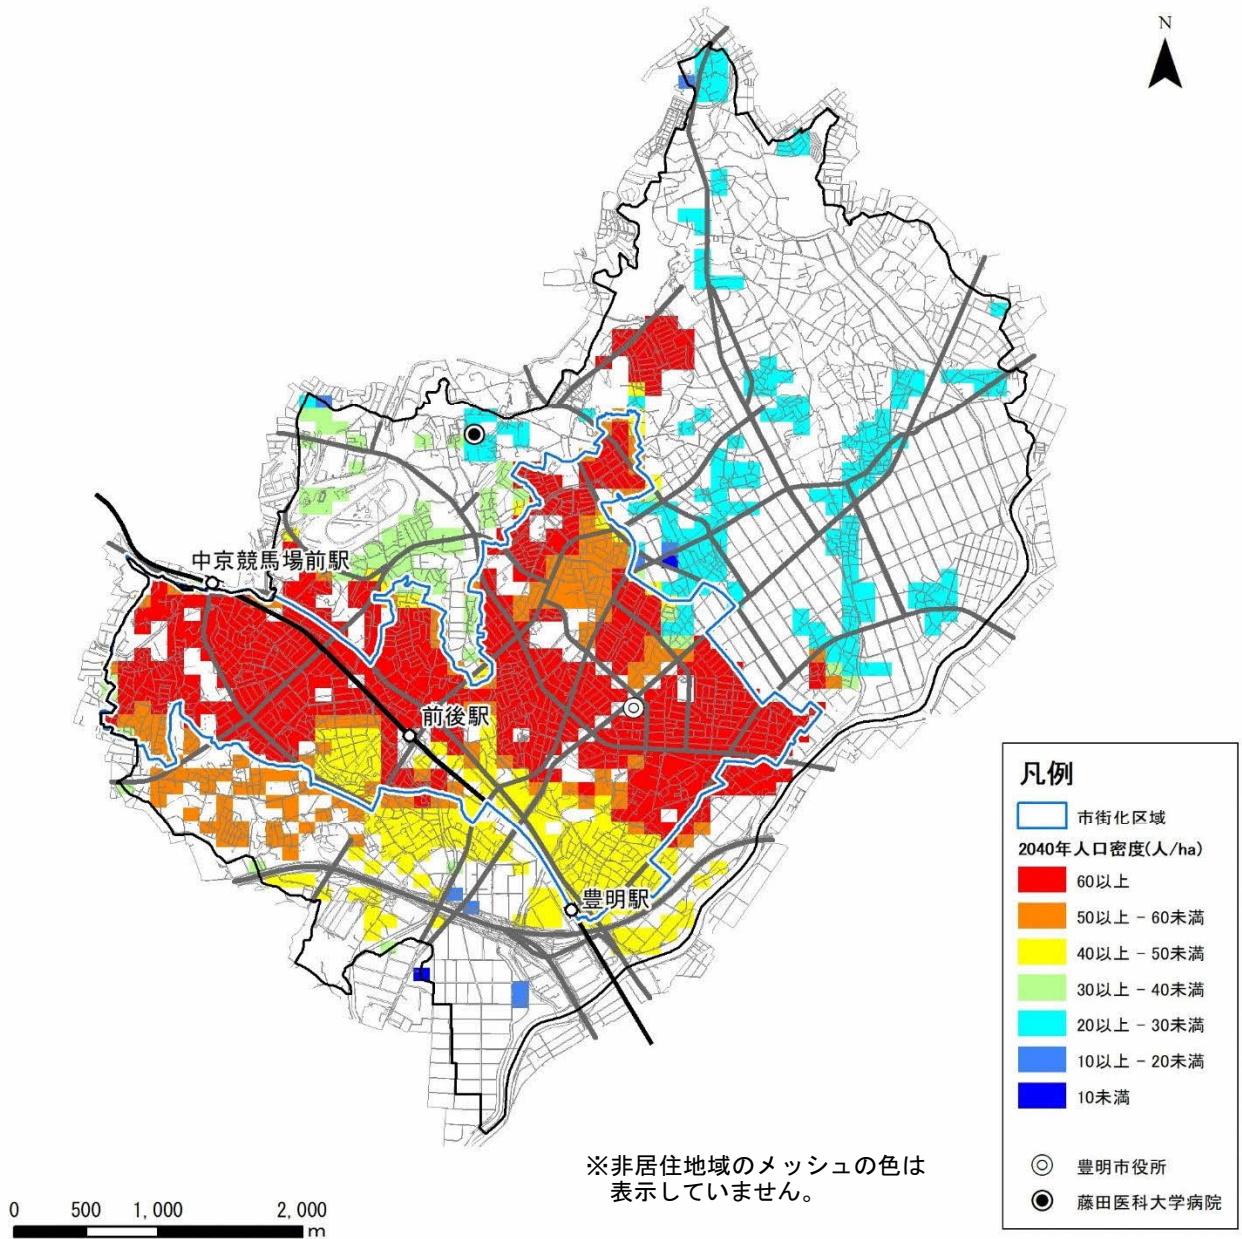 N
中京競馬場前駅
前後駅
豊明駅
凡例
市街化区域
2040年人口密度(人/ha)
60以上
50以上 - 60未満
40以上 - 50未満
30以上 - 40未満
20以上 - 30未満
10以上 - 20未満
10未満
豊明市役所
藤田医科大学病院
※非居住地域のメッシュの色は
表示していません。
0 500 1,000 2,000
m